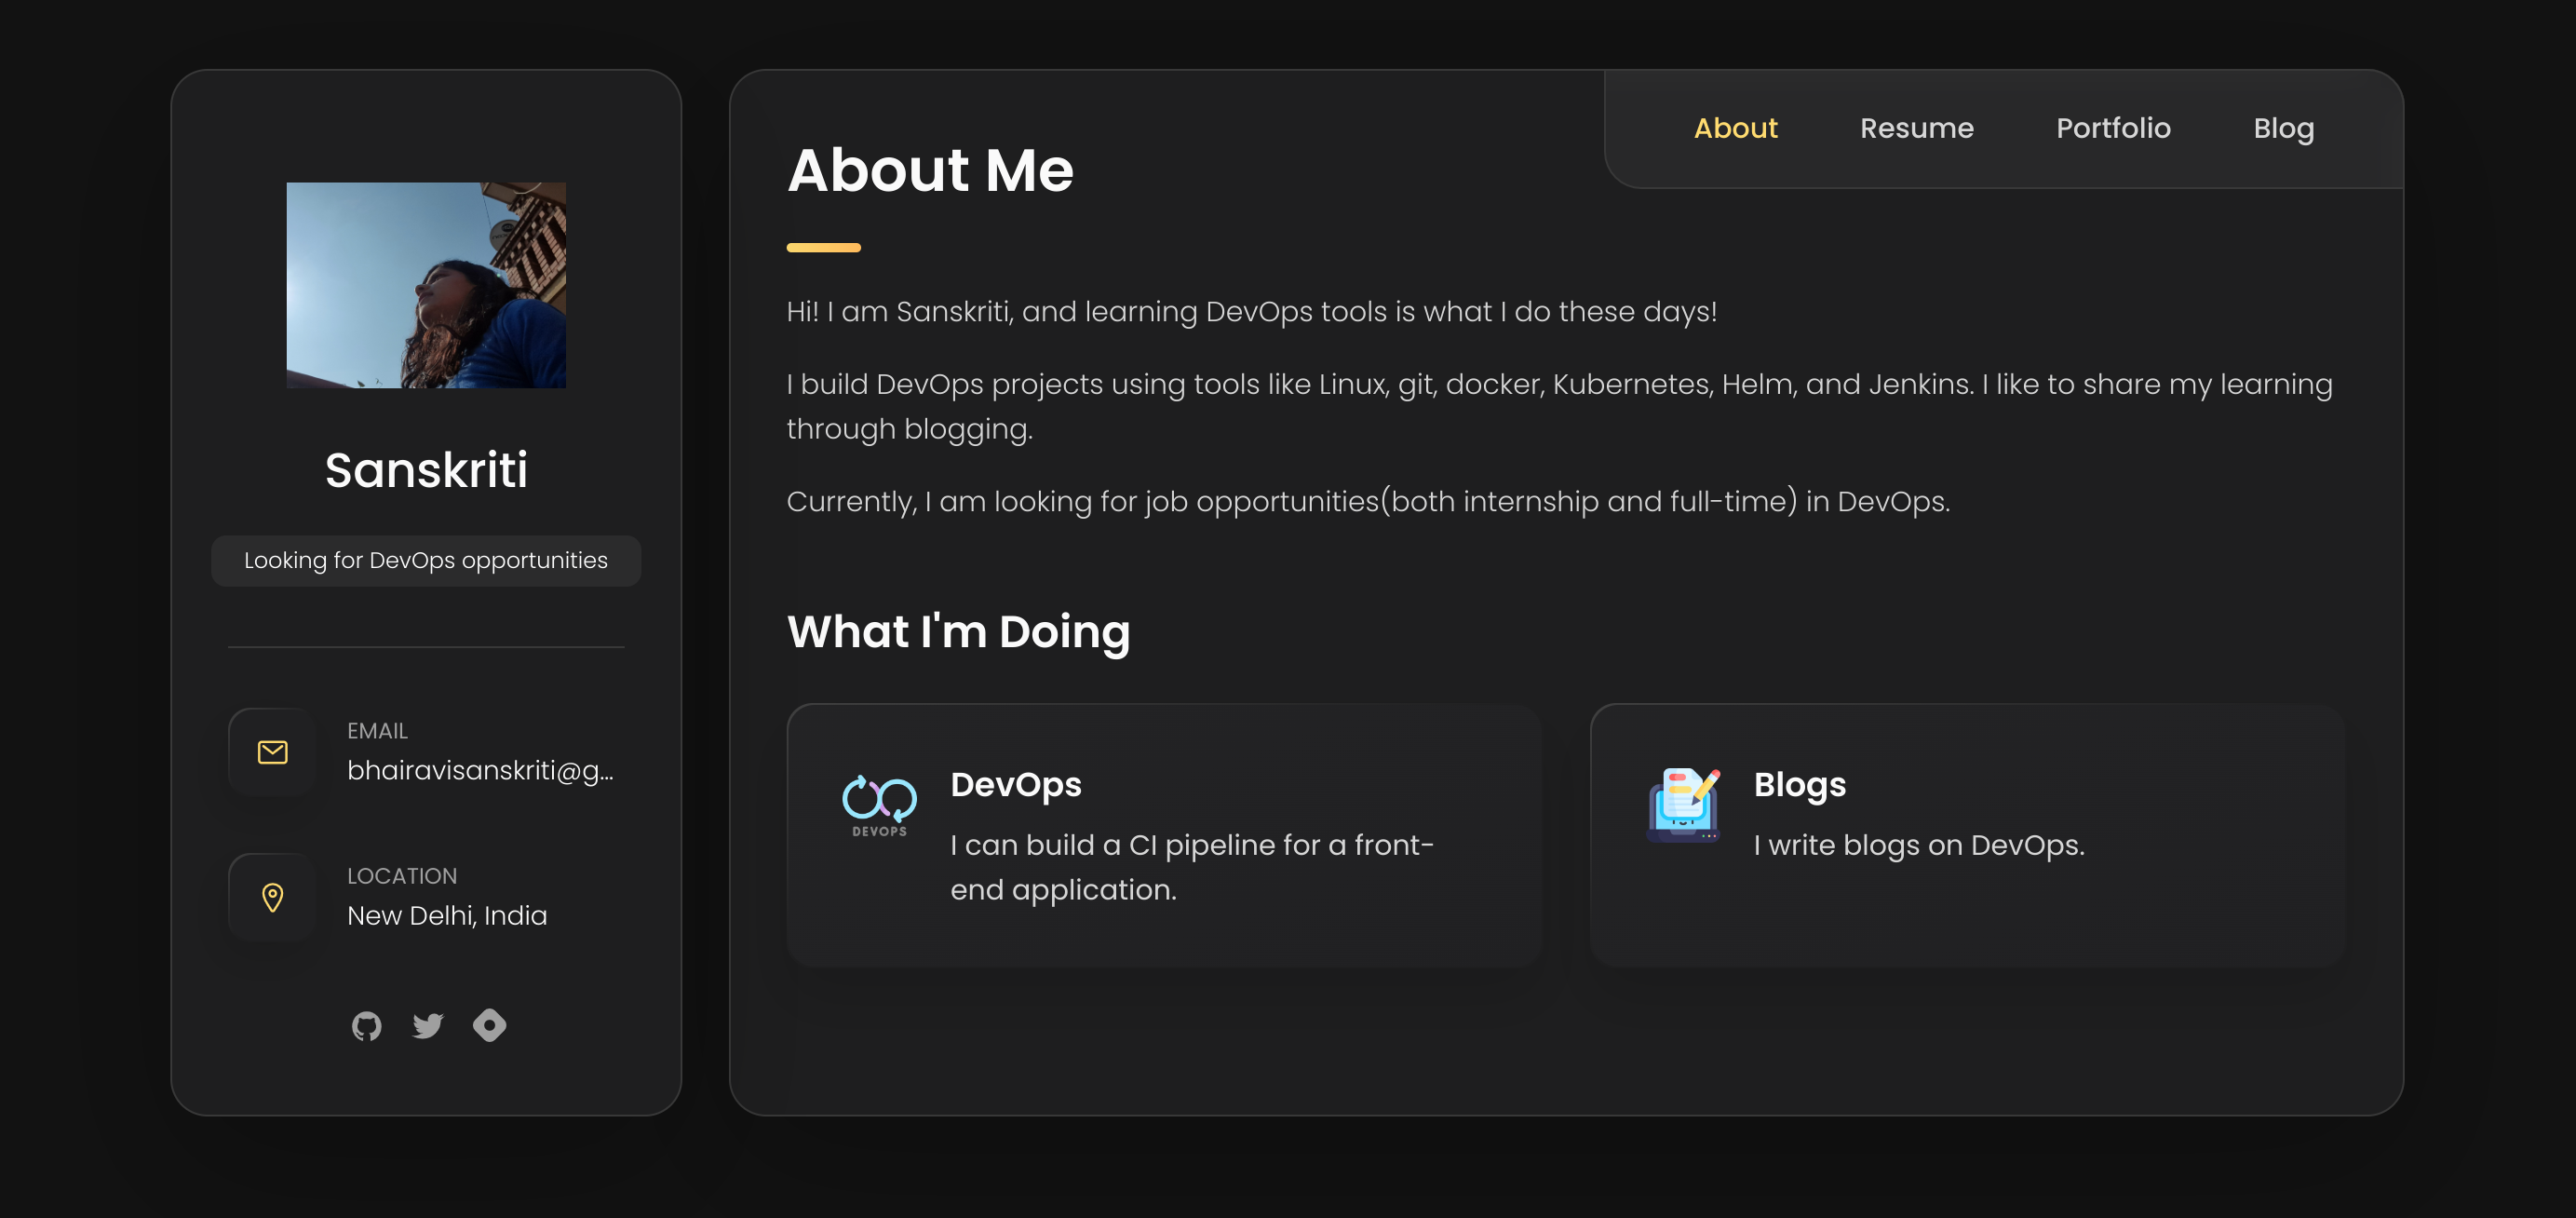 Sanskriti
Looking for DevOps opportunities
EMAIL
bhairavisanskriti@g...
LOCATION
New Delhi, India
About
Resume
Portfolio
Blog
About Me
Hi! I am Sanskriti, and learning DevOps tools is what I do these days!
I build DevOps projects using tools like Linux, git, docker, Kubernetes, Helm, and Jenkins. I like to share my learning
through blogging.
Currently, I am looking for job opportunities(both internship and full-time) in DevOps.
What I'm Doing
DEVOPS
DevOps
I can build a CI pipeline for a front-
end application.
Blogs
I write blogs on DevOps.